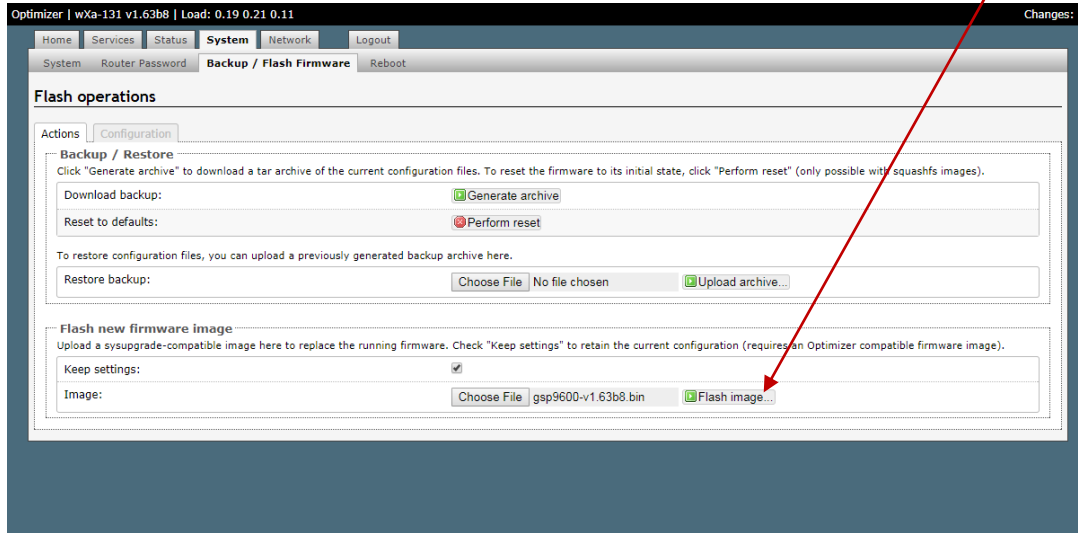 Optimizer | wXa-131 v1.63b8 | Load: 0.19 0.21 0.11 Changes:
Home Services Status System Network Logout
System Router Password Backup / Flash Firmware Reboot
Flash operations
Actions Configuration
Backup / Restore
Click "Generate archive" to download a tar archive of the current configuration files. To reset the firmware to its initial state, click "Perform reset" (only possible with squashfs images).
Download backup: Generate archive
Reset to defaults: Perform reset
To restore configuration files, you can upload a previously generated backup archive here.
Restore backup: Choose File No file chosen Upload archive...
Flash new firmware image
Upload a sysupgrade-compatible image here to replace the running firmware. Check "Keep settings" to retain the current configuration (requires an Optimizer compatible firmware image).
Keep settings:
Image: Choose File gsp9600-v1.63b8.bin Flash image...